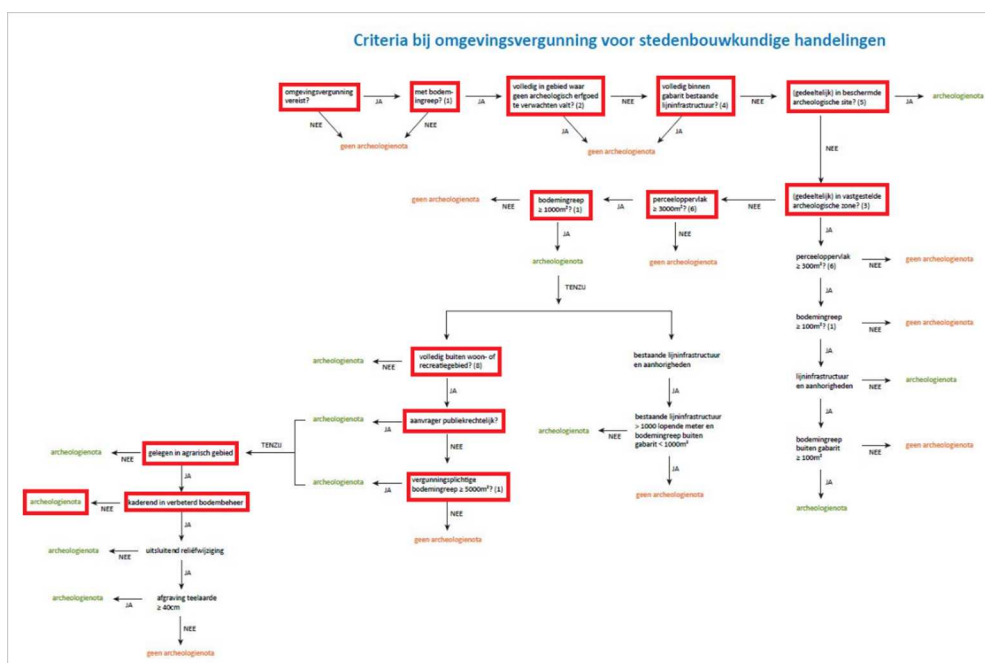 Criteria bij omgevingsvergunning voor stedenbouwkundige handelingen
omgevingsvergunning
vereist?
JA
met bodem-
ingreep? (1)
JA
volledig in gebied waar
geen archeologisch erfgoed
te verwachten valt? (2)
NEE
volledig binnen
gabarit bestaande
lijninfrastructuur? (4)
NEE
(gedeeltelijk) in beschermde
archeologische site? (5)
JA
archeologienota
NEE
NEE
geen archeologienota
JA
JA
geen archeologienota
NEE
geen archeologienota
NEE
bodemingreep
≥ 1000m²? (1)
JA
perceeloppervlak
≥ 3000m²? (6)
NEE
(gedeeltelijk) in vastgestelde
archeologische zone? (3)
JA
archeologienota
NEE
geen archeologienota
JA
perceeloppervlak
≥ 300m²? (6)
NEE
geen archeologienota
TENZIJ
JA
bodemingreep
≥ 100m²? (1)
NEE
geen archeologienota
JA
archeologienota
NEE
volledig buiten woon- of
recreatiegebied? (8)
bestaande lijninfrastructuur
en aanhorigheden
lijninfrastructuur
en aanhorigheden
NEE
archeologienota
JA
JA
JA
archeologienota
JA
aanvrager publiekrechtelijk?
archeologienota
NEE
bestaande lijninfrastructuur
> 1000 lopende meter en
bodemingreep buiten
gabarit < 1000m²
bodemingreep
buiten gabarit
≥ 100m²
NEE
geen archeologienota
archeologienota
NEE
gelegen in agrarisch gebied
TENZIJ
NEE
JA
JA
JA
archeologienota
JA
vergunningsplichtige
bodemingreep ≥ 5000m²? (1)
geen archeologienota
archeologienota
archeologienota
NEE
kaderend in verbeterd bodembeheer
NEE
geen archeologienota
JA
archeologienota
NEE
uitsluitend reliëfwijziging
JA
archeologienota
JA
afgraving teelaarde
≥ 40cm
NEE
geen archeologienota